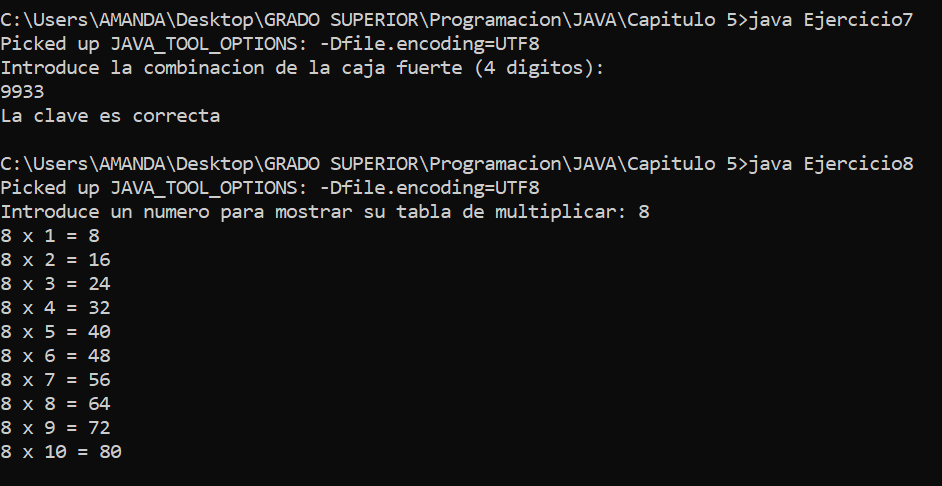 C:\Users\AMANDA\Desktop\GRADO SUPERIOR\Programacion\JAVA\Capitulo 5>java Ejercicio7
Picked up JAVA_TOOL_OPTIONS: -Dfile.encoding=UTF8
Introduce la combinacion de la caja fuerte (4 digitos):
9933
La clave es correcta
C:\Users\AMANDA\Desktop\GRADO SUPERIOR\Programacion\JAVA\Capitulo 5>java Ejercicio8
Picked up JAVA_TOOL_OPTIONS: -Dfile.encoding=UTF8
Introduce un numero para mostrar su tabla de multiplicar: 8
8 x 1 = 8
8 x 2 = 16
8 x 3 = 24
8 x 4 = 32
8 x 5 = 40
8 x 6 = 48
8 x 7 = 56
8 x 8 = 64
8 x 9 = 72
8 x 10 = 80